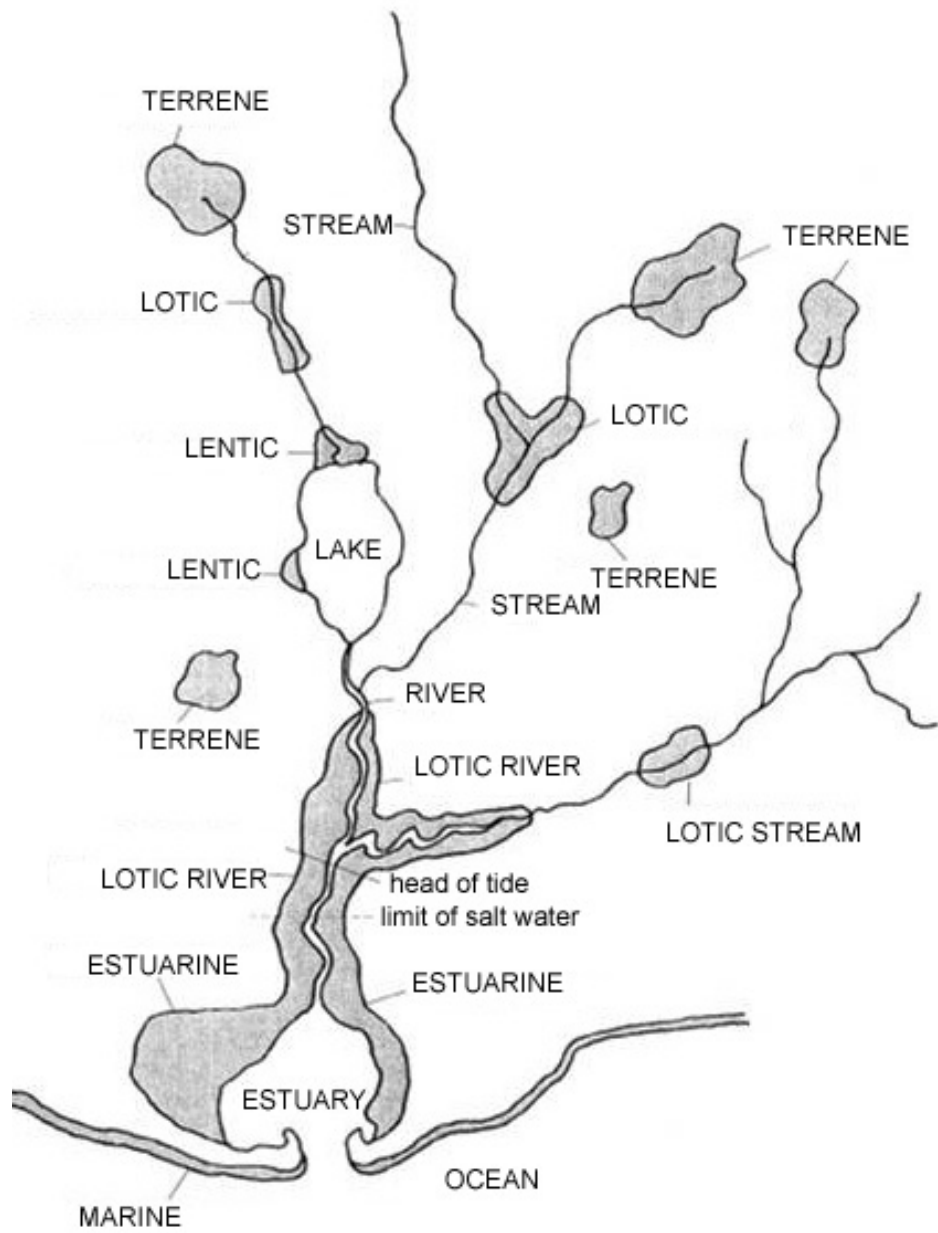 TERRENE
STREAM
TERRENE
LOTIC
LOTIC
LENTIC
LAKE
LENTIC
TERRENE
STREAM
RIVER
TERRENE
LOTIC RIVER
LOTIC STREAM
LOTIC RIVER
head of tide
limit of salt water
ESTUARINE
ESTUARINE
ESTUARY
OCEAN
MARINE